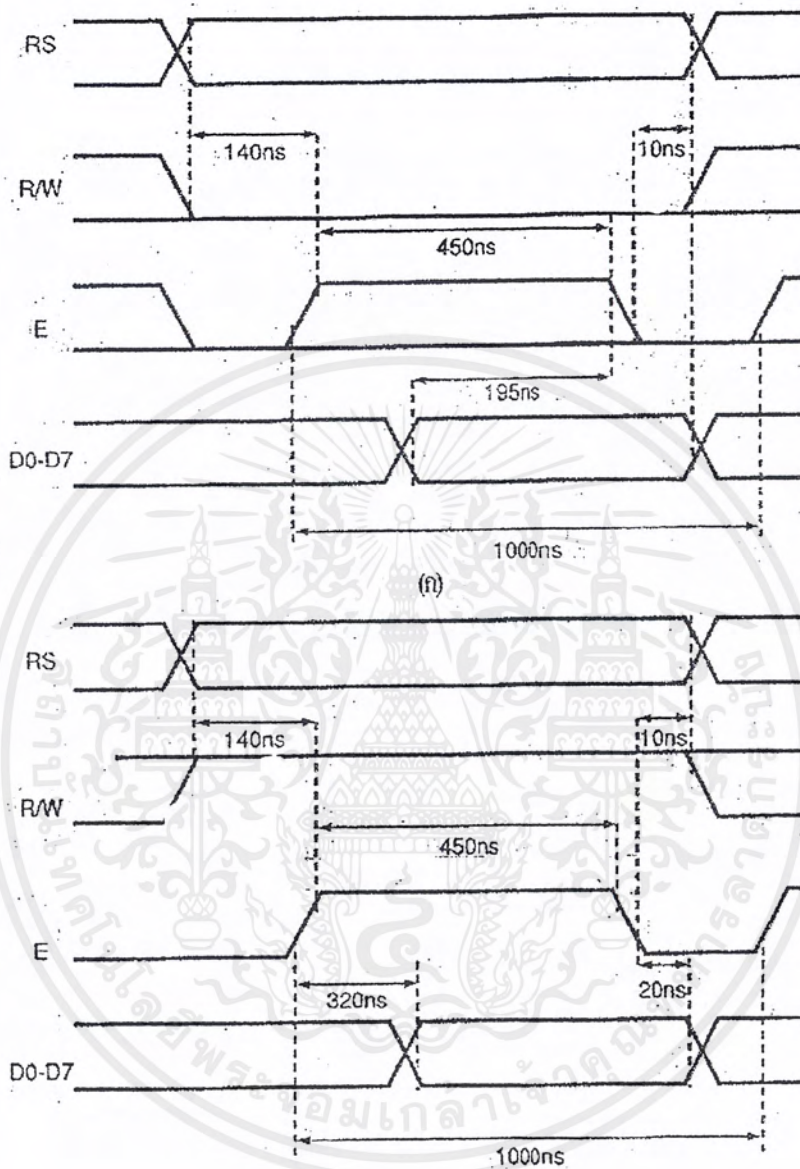 RS
140ns
10ns
R/W
450ns
E
195ns
D0-D7
1000ns
(ก)
RS
140ns
10ns
R/W
450ns
E
320ns
20ns
D0-D7
1000ns